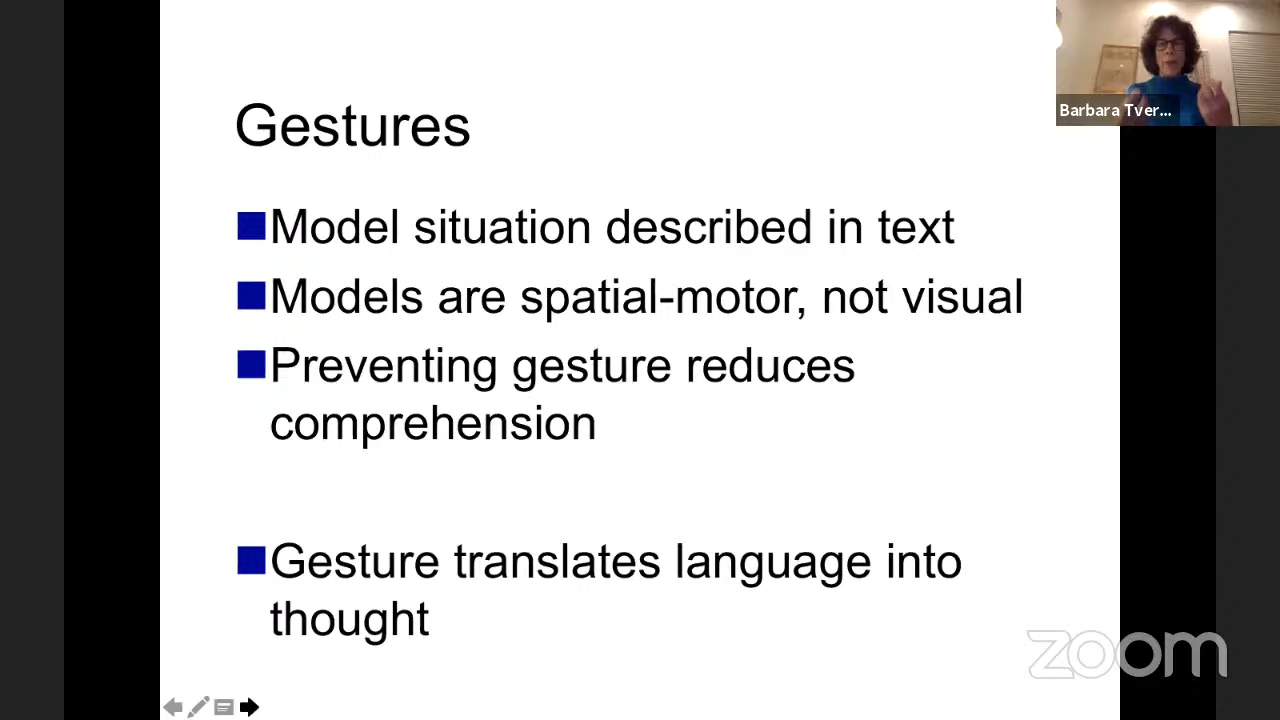 Barbara Tver...
Gestures
Model situation described in text
Models are spatial-motor, not visual
Preventing gesture reduces
comprehension
Gesture translates language into
thought
zoom